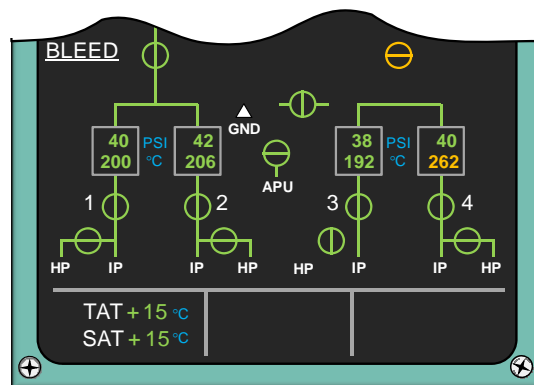 BLEED
GND
40 PSI 42 38 PSI 40
200 °C 206 192 °C 262
APU
1 2 3 4
HP IP IP HP HP IP IP HP
TAT +15 °C
SAT +15 °C